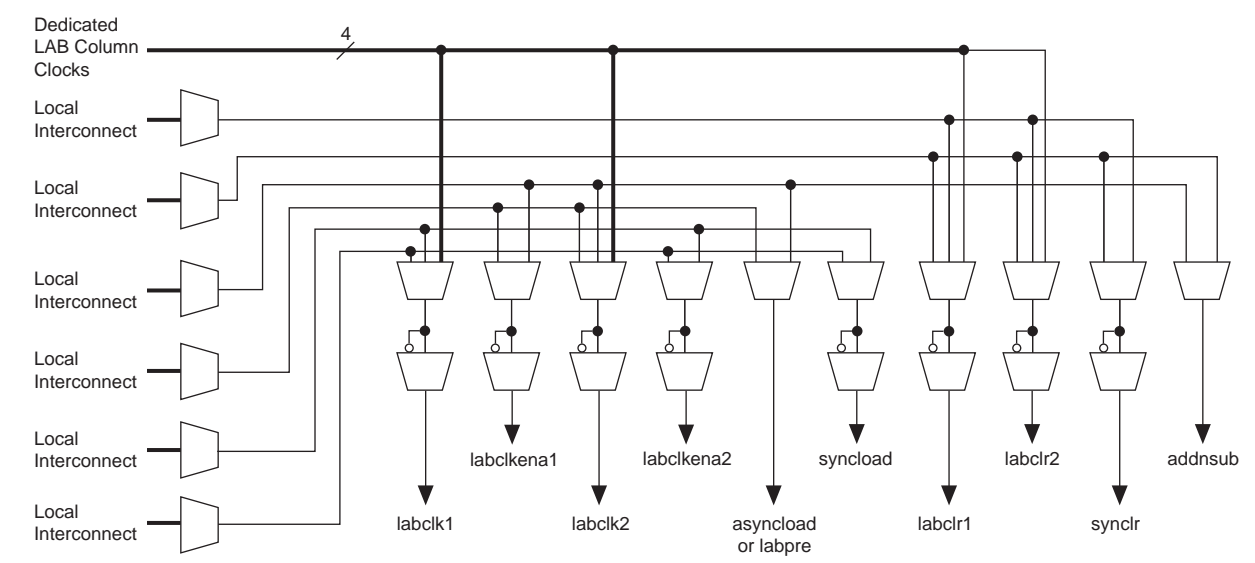 Dedicated
LAB Column
Clocks
4
Local
Interconnect
Local
Interconnect
Local
Interconnect
Local
Interconnect
Local
Interconnect
Local
Interconnect
labclkena1
labclkena2
syncload
labclr2
addnsub
labclk1
labclk2
asyncload
or labpre
labclr1
synclr